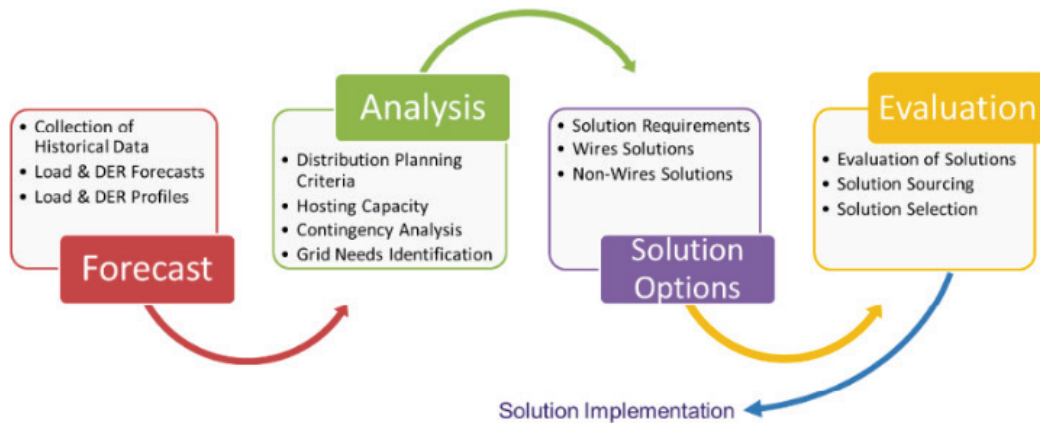 Forecast
• Collection of
Historical Data
• Load & DER Forecasts
• Load & DER Profiles
Analysis
• Distribution Planning
Criteria
• Hosting Capacity
• Contingency Analysis
• Grid Needs Identification
• Solution Requirements
• Wires Solutions
• Non-Wires Solutions
Solution
Options
Evaluation
• Evaluation of Solutions
• Solution Sourcing
• Solution Selection
Solution Implementation